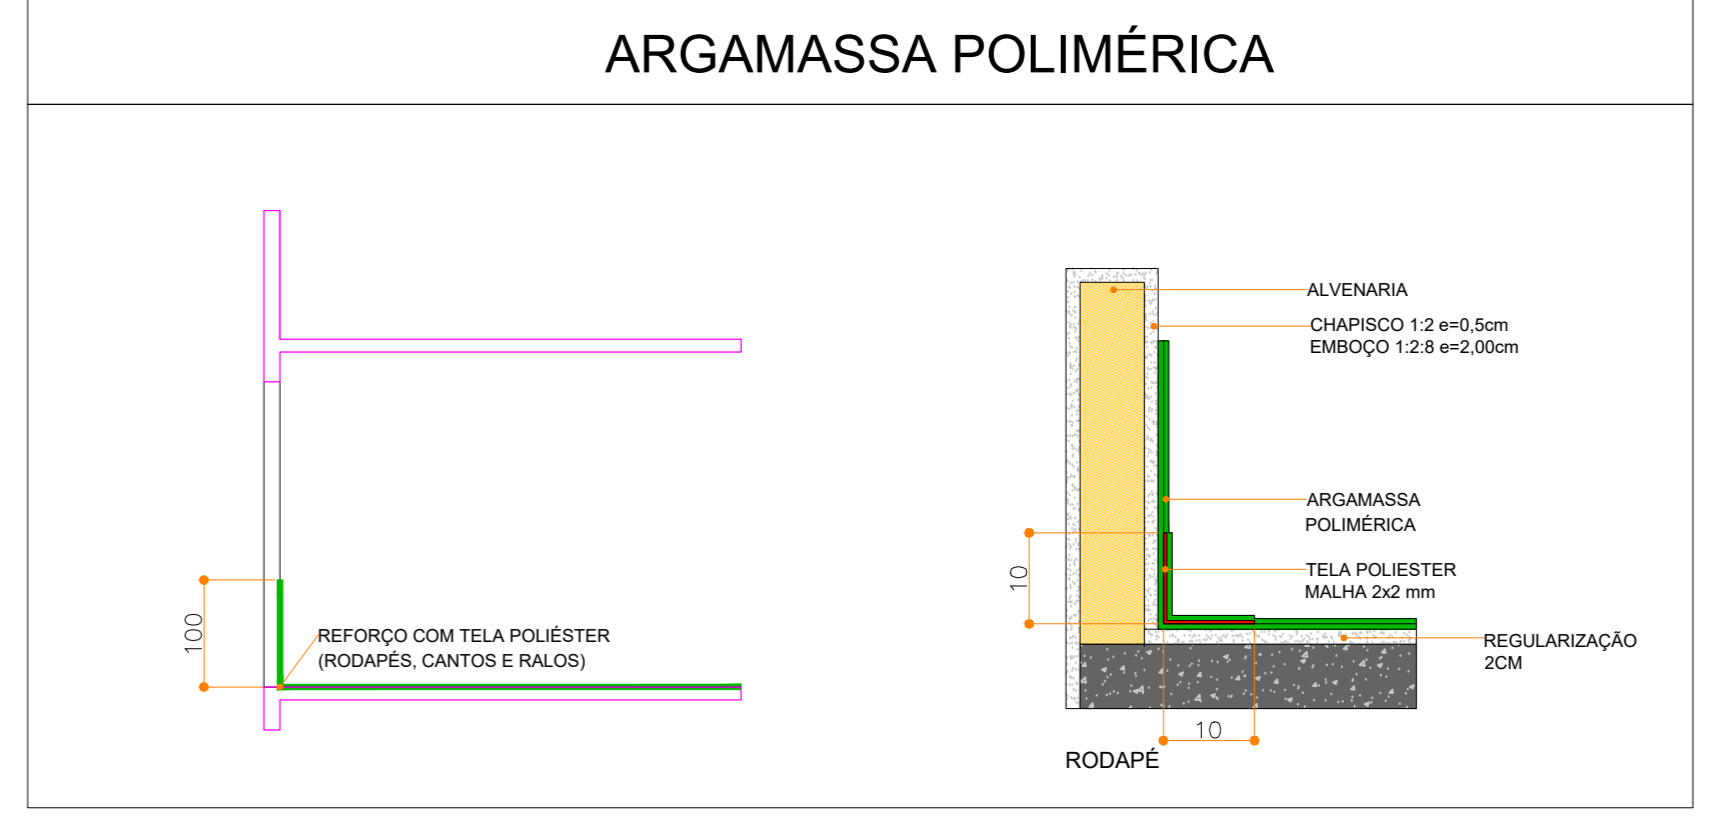 ARGAMASSA POLIMÉRICA
100
REFORÇO COM TELA POLIÉSTER
(RODAPÉS, CANTOS E RALOS)
ALVENARIA
CHAPISCO 1:2 e=0,5cm
EMBOÇO 1:2:8 e=2,00cm
ARGAMASSA
POLIMÉRICA
10
TELA POLIESTER
MALHA 2x2 mm
REGULARIZAÇÃO
2CM
10
RODAPÉ